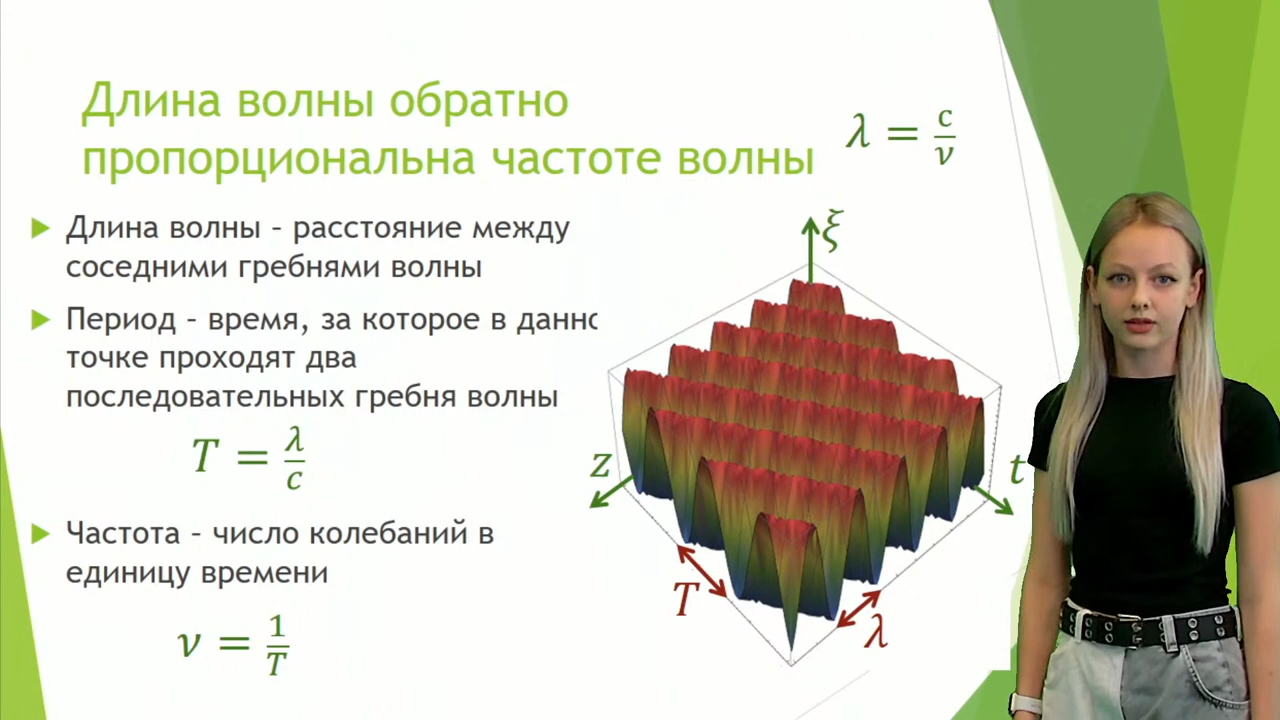 Длина волны обратно
пропорциональна частоте волны
λ = c/ν
Длина волны – расстояние между
соседними гребнями волны
Период – время, за которое в данно
точке проходят два
последовательных гребня волны
T = λ/c
Частота – число колебаний в
единицу времени
ν = 1/T
ξ
z
t
T
λ